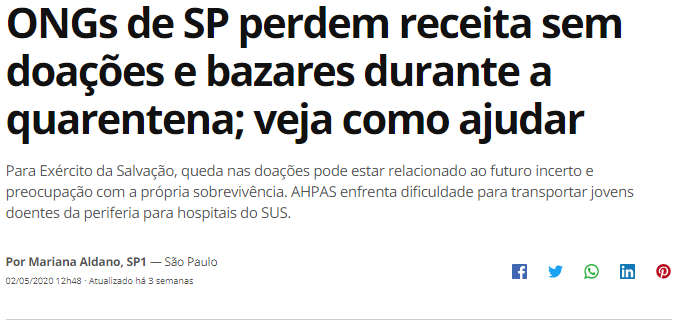 ONGs de SP perdem receita sem
doações e bazares durante a
quarentena; veja como ajudar
Para Exército da Salvação, queda nas doações pode estar relacionado ao futuro incerto e
preocupação com a própria sobrevivência. AHPAS enfrenta dificuldade para transportar jovens
doentes da periferia para hospitais do SUS.
Por Mariana Aldano, SP1 — São Paulo
02/05/2020 12h48 · Atualizado há 3 semanas